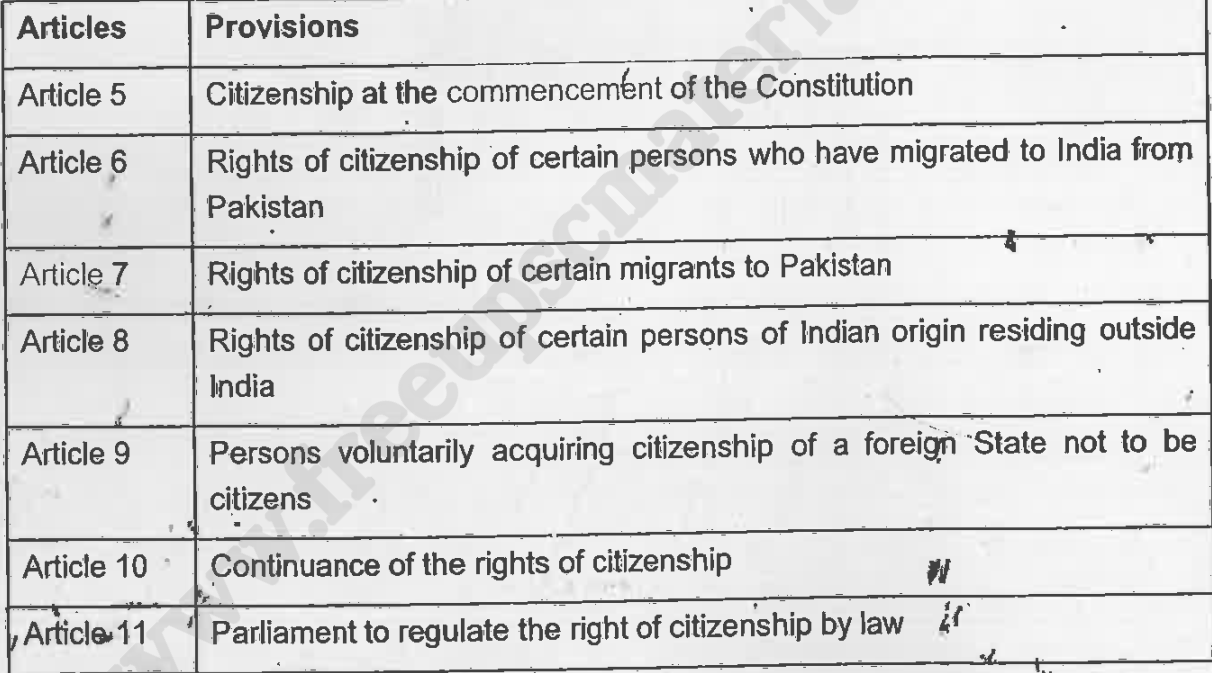 Articles Provisions
Article 5 Citizenship at the commencement of the Constitution
Article 6 Rights of citizenship of certain persons who have migrated to India from
Pakistan
Article 7 Rights of citizenship of certain migrants to Pakistan
Article 8 Rights of citizenship of certain persons of Indian origin residing outside
India
Article 9 Persons voluntarily acquiring citizenship of a foreign State not to be
citizens
Article 10 Continuance of the rights of citizenship
Article 11 Parliament to regulate the right of citizenship by law
www.freeupscmateria